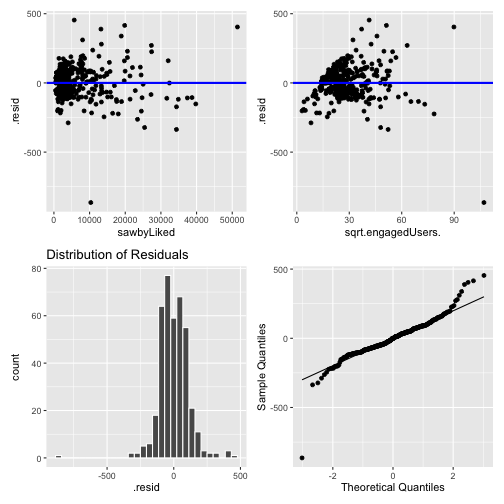 500
0
-500
.resid
0 10000 20000 30000 40000 50000
sawbyLiked
500
0
-500
.resid
0 30 60 90
sqrt.engagedUsers.
Distribution of Residuals
80
60
40
20
0
count
-500 0 500
.resid
500
0
-500
Sample Quantiles
-2 0 2
Theoretical Quantiles